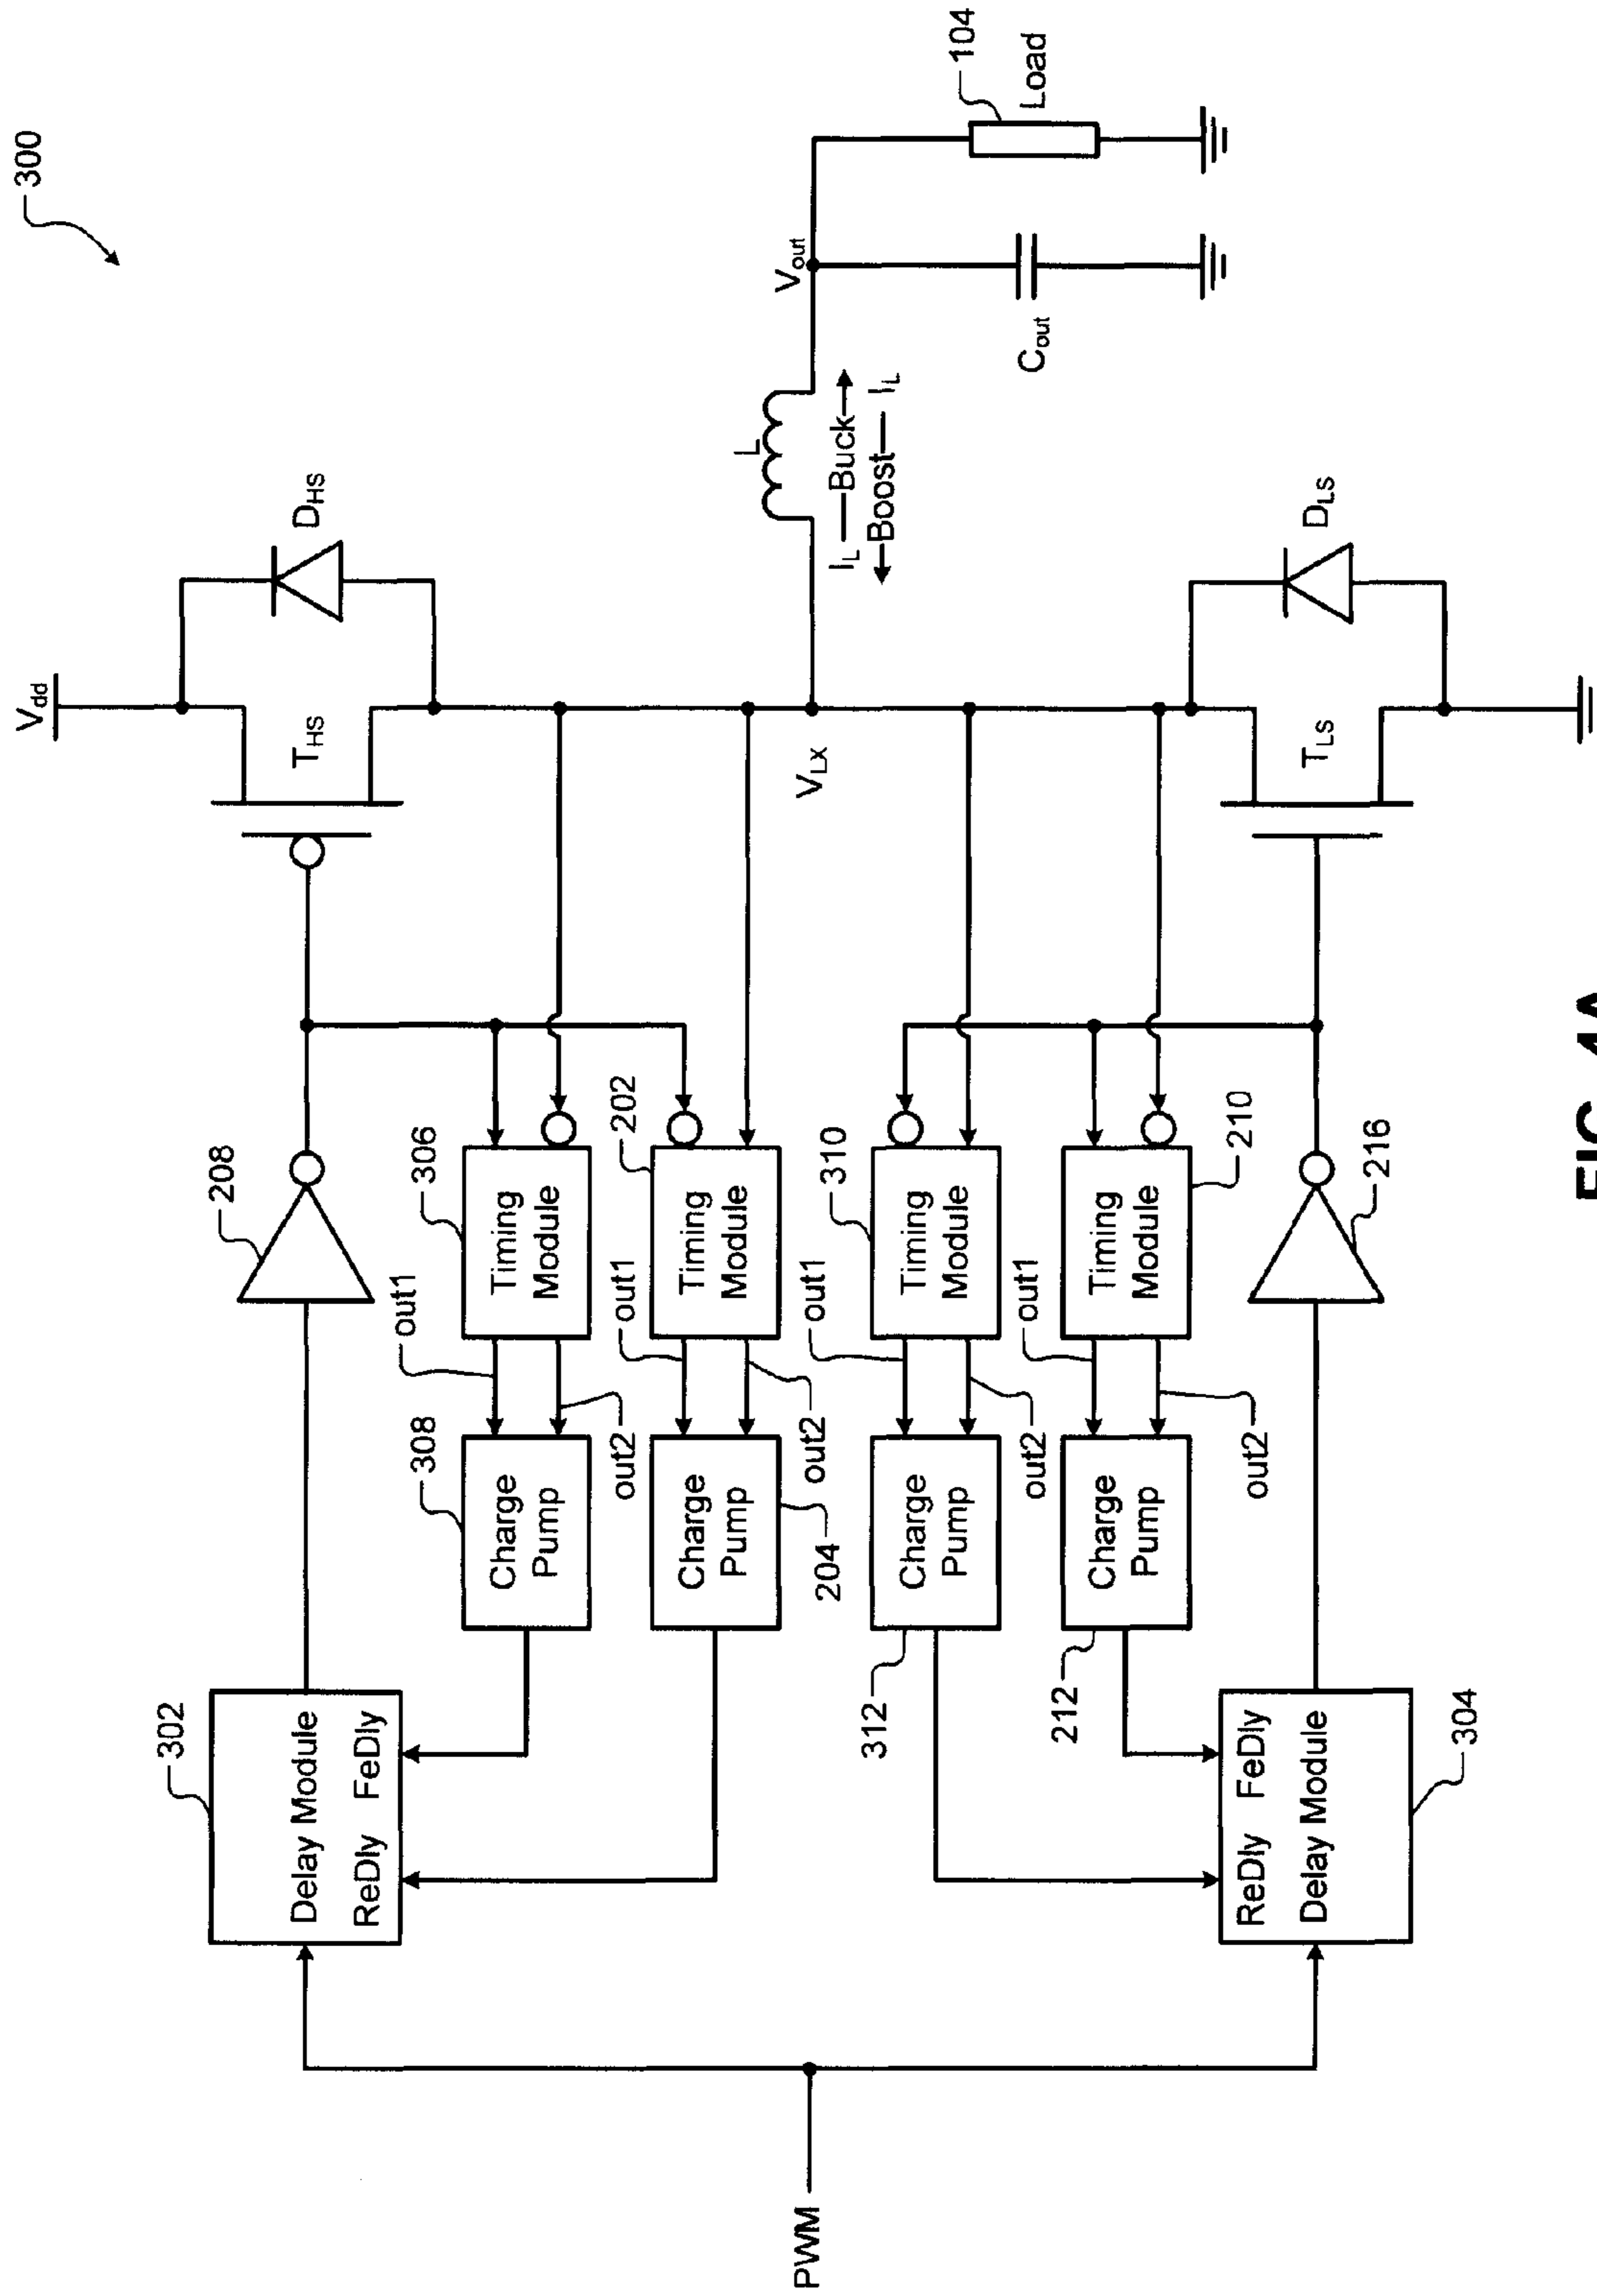 300
V_dd
T_HS
D_HS
208
302
Delay Module
ReDly FeDly
308
Charge
Pump
out1
out2
306
Timing
Module
204
Charge
Pump
out1
out2
202
Timing
Module
PWM
V_LX
L
I_L Buck
Boost I_L
V_out
C_out
104
Load
312
Charge
Pump
out1
out2
310
Timing
Module
212
Charge
Pump
out1
out2
210
Timing
Module
ReDly FeDly
Delay Module
304
216
T_LS
D_LS